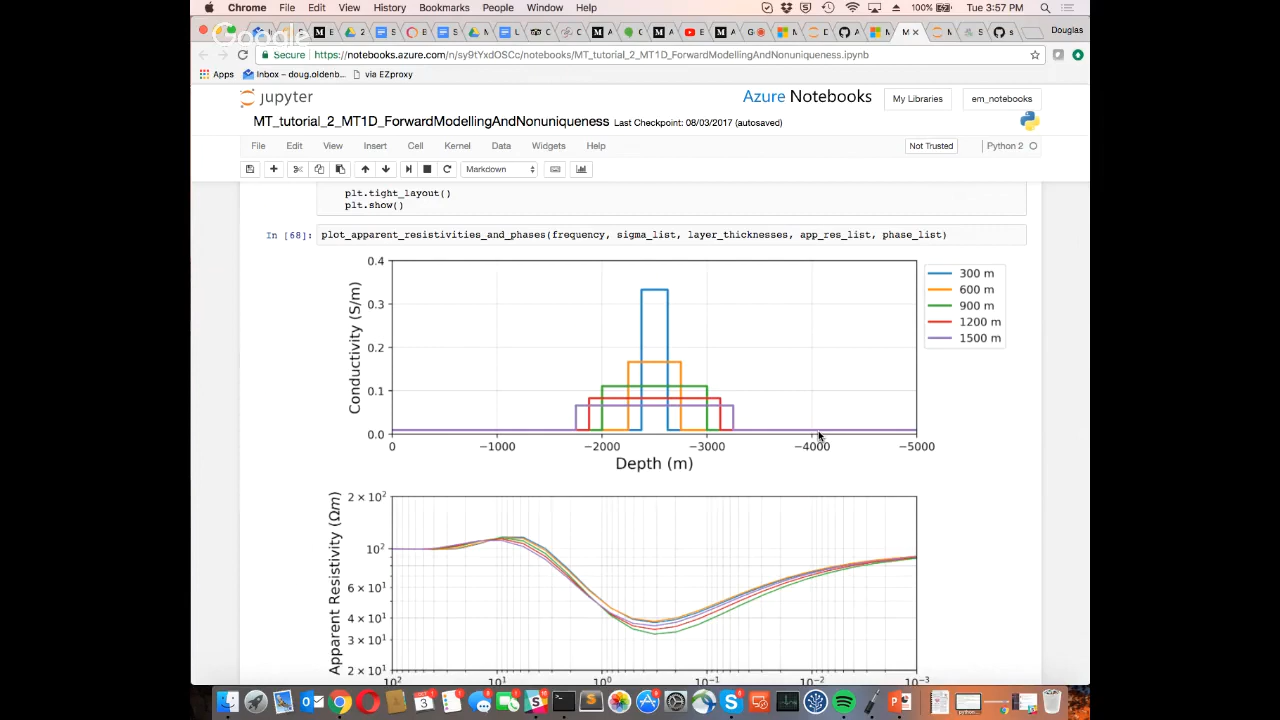 Chrome File Edit View History Bookmarks People Window Help 100% Tue 3:57 PM
Google
Douglas
Secure https://notebooks.azure.com/n/sy9tYxdOSCc/notebooks/MT_tutorial_2_MT1D_ForwardModellingAndNonuniqueness.ipynb
Apps Inbox – doug.oldenb... via EZproxy
jupyter Azure Notebooks My Libraries em_notebooks
MT_tutorial_2_MT1D_ForwardModellingAndNonuniqueness Last Checkpoint: 08/03/2017 (autosaved)
File Edit View Insert Cell Kernel Data Widgets Help Not Trusted Python 2
Markdown
plt.tight_layout()
plt.show()
In [68]: plot_apparent_resistivities_and_phases(frequency, sigma_list, layer_thicknesses, app_res_list, phase_list)
Conductivity (S/m)
0.4
0.3
0.2
0.1
0.0
0 −1000 −2000 −3000 −4000 −5000
Depth (m)
300 m
600 m
900 m
1200 m
1500 m
Apparent Resistivity (Ωm)
2 × 10²
10²
6 × 10¹
4 × 10¹
3 × 10¹
2 × 10¹
10² 10¹ 10⁰ 10⁻¹ 10⁻² 10⁻³